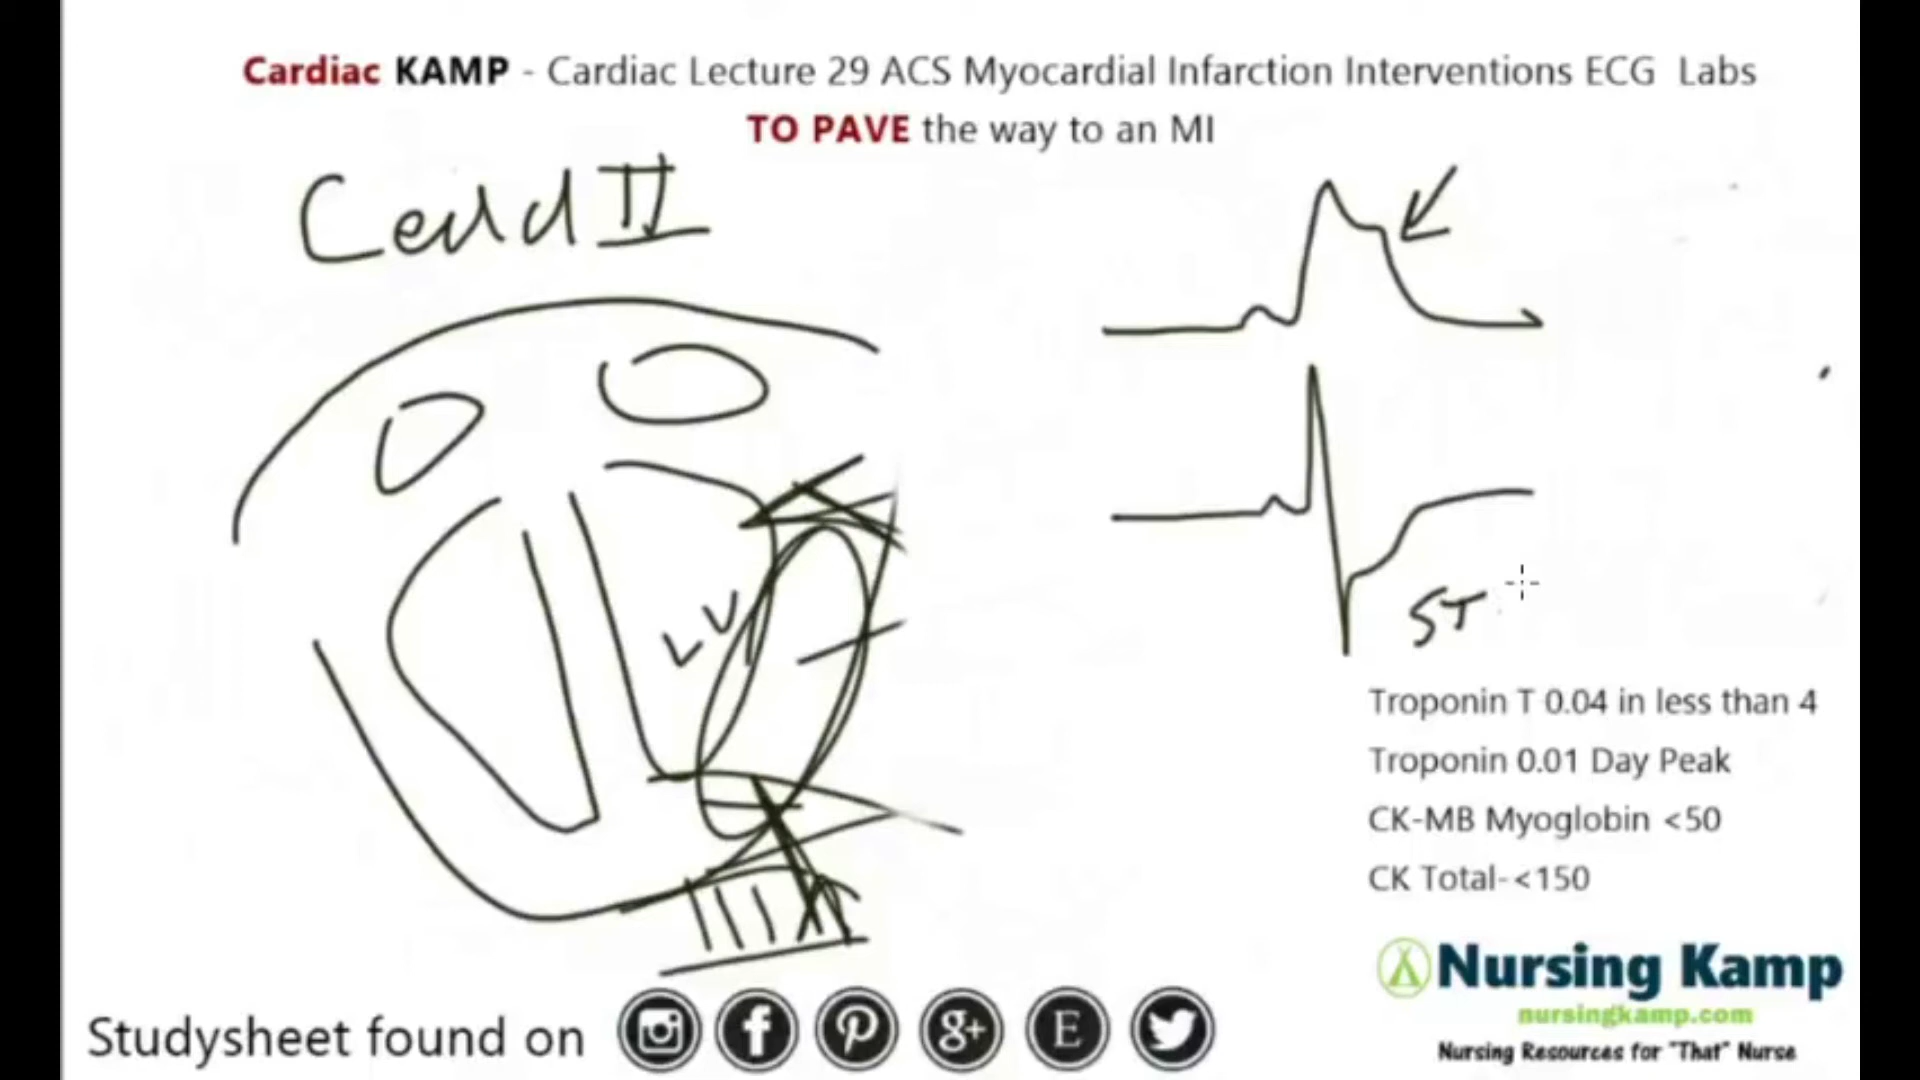 Cardiac KAMP - Cardiac Lecture 29 ACS Myocardial Infarction Interventions ECG Labs
TO PAVE the way to an MI
II
LV
ST
Troponin T 0.04 in less than 4
Troponin 0.01 Day Peak
CK-MB Myoglobin <50
CK Total-<150
Nursing Kamp
nursingkamp.com
Nursing Resources for "That" Nurse
Studysheet found on